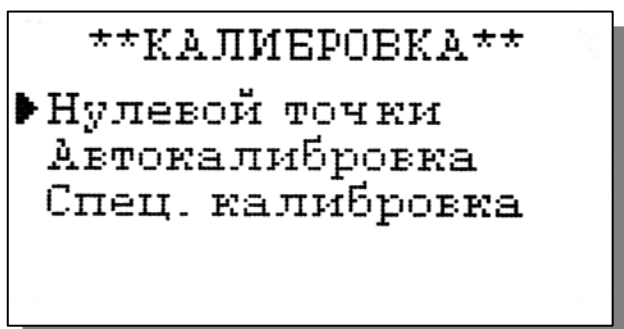 **КАЛИБРОВКА**
Нулевой точки
Автокалибровка
Спец. калибровка